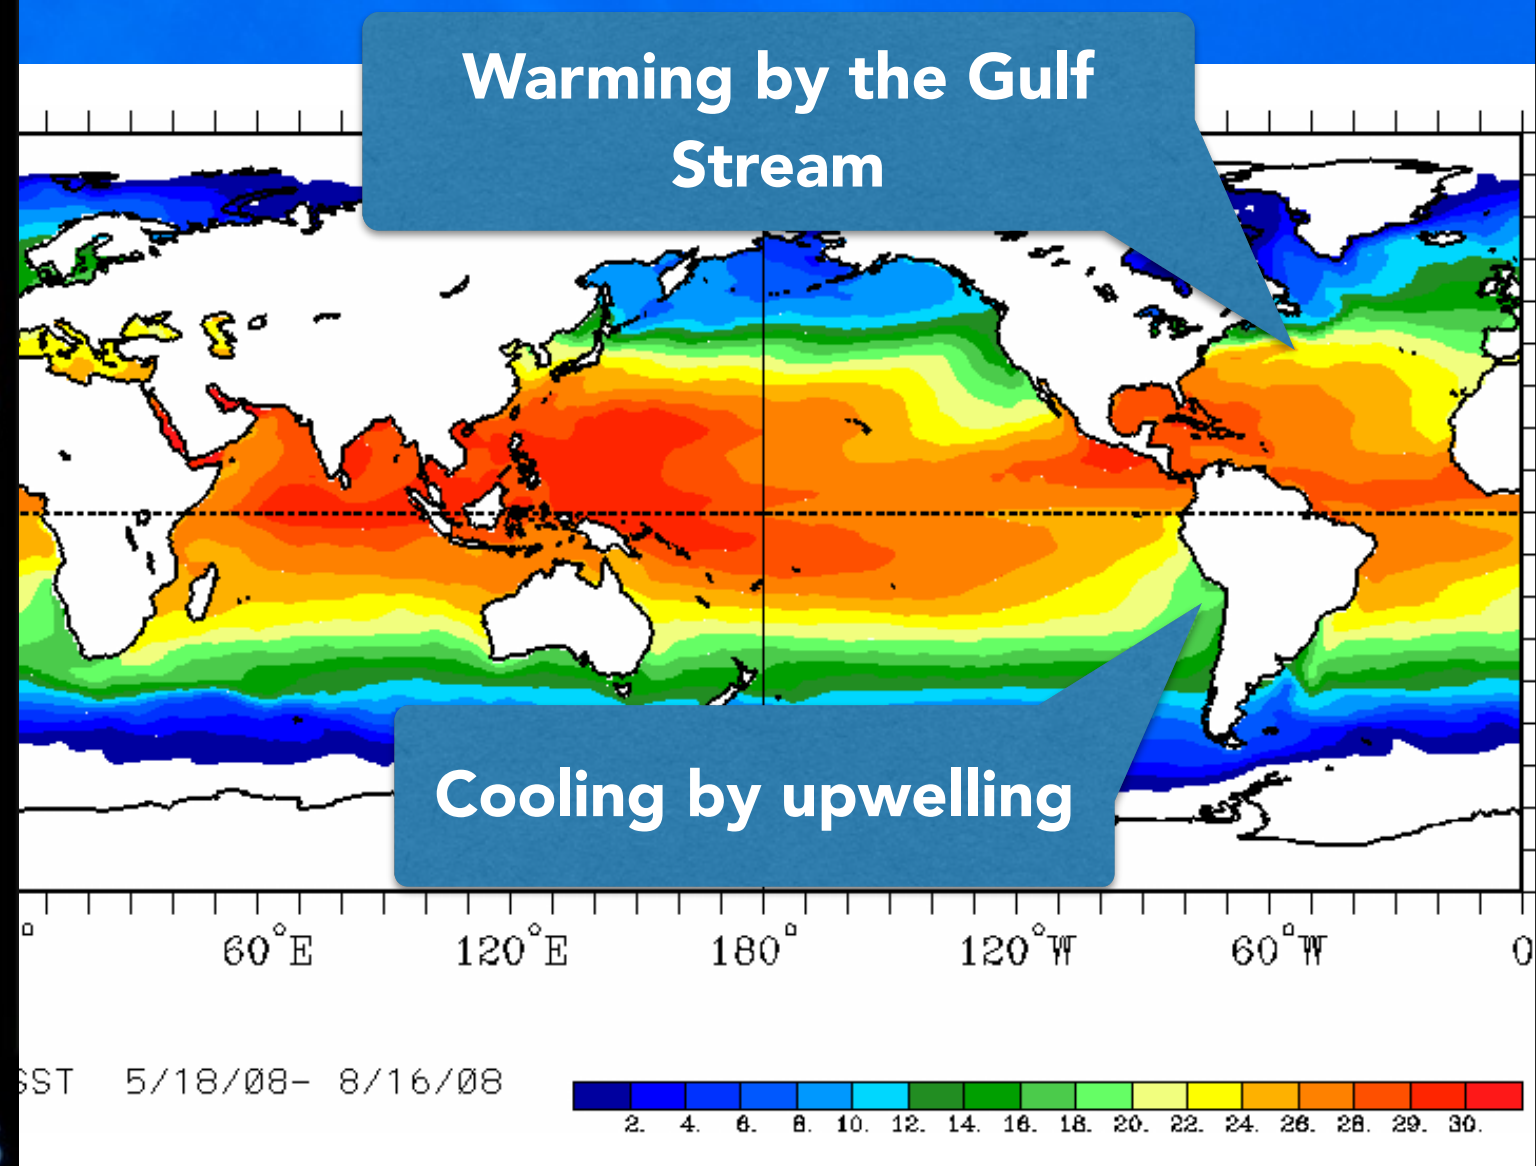 Warming by the Gulf
Stream
Cooling by upwelling
° 60°E 120°E 180° 120°W 60°W 0
SST 5/18/08- 8/16/08
2. 4. 6. 8. 10. 12. 14. 16. 18. 20. 22. 24. 26. 28. 29. 30.